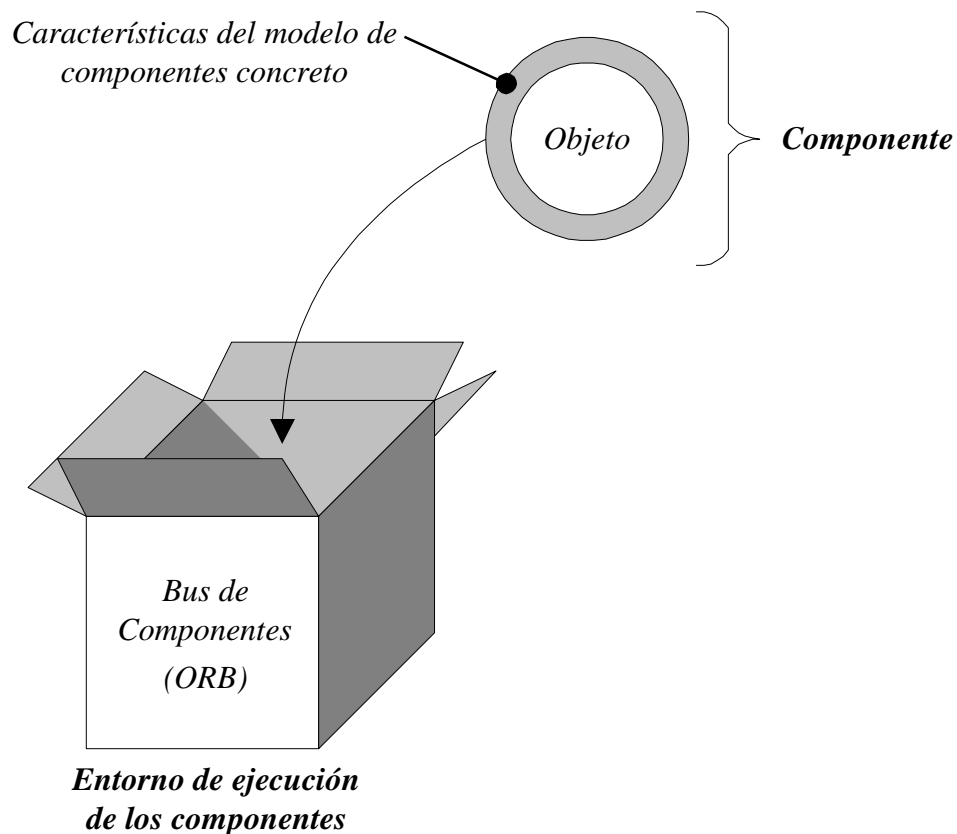 Características del modelo de
componentes concreto
Objeto
Componente
Bus de
Componentes
(ORB)
Entorno de ejecución
de los componentes